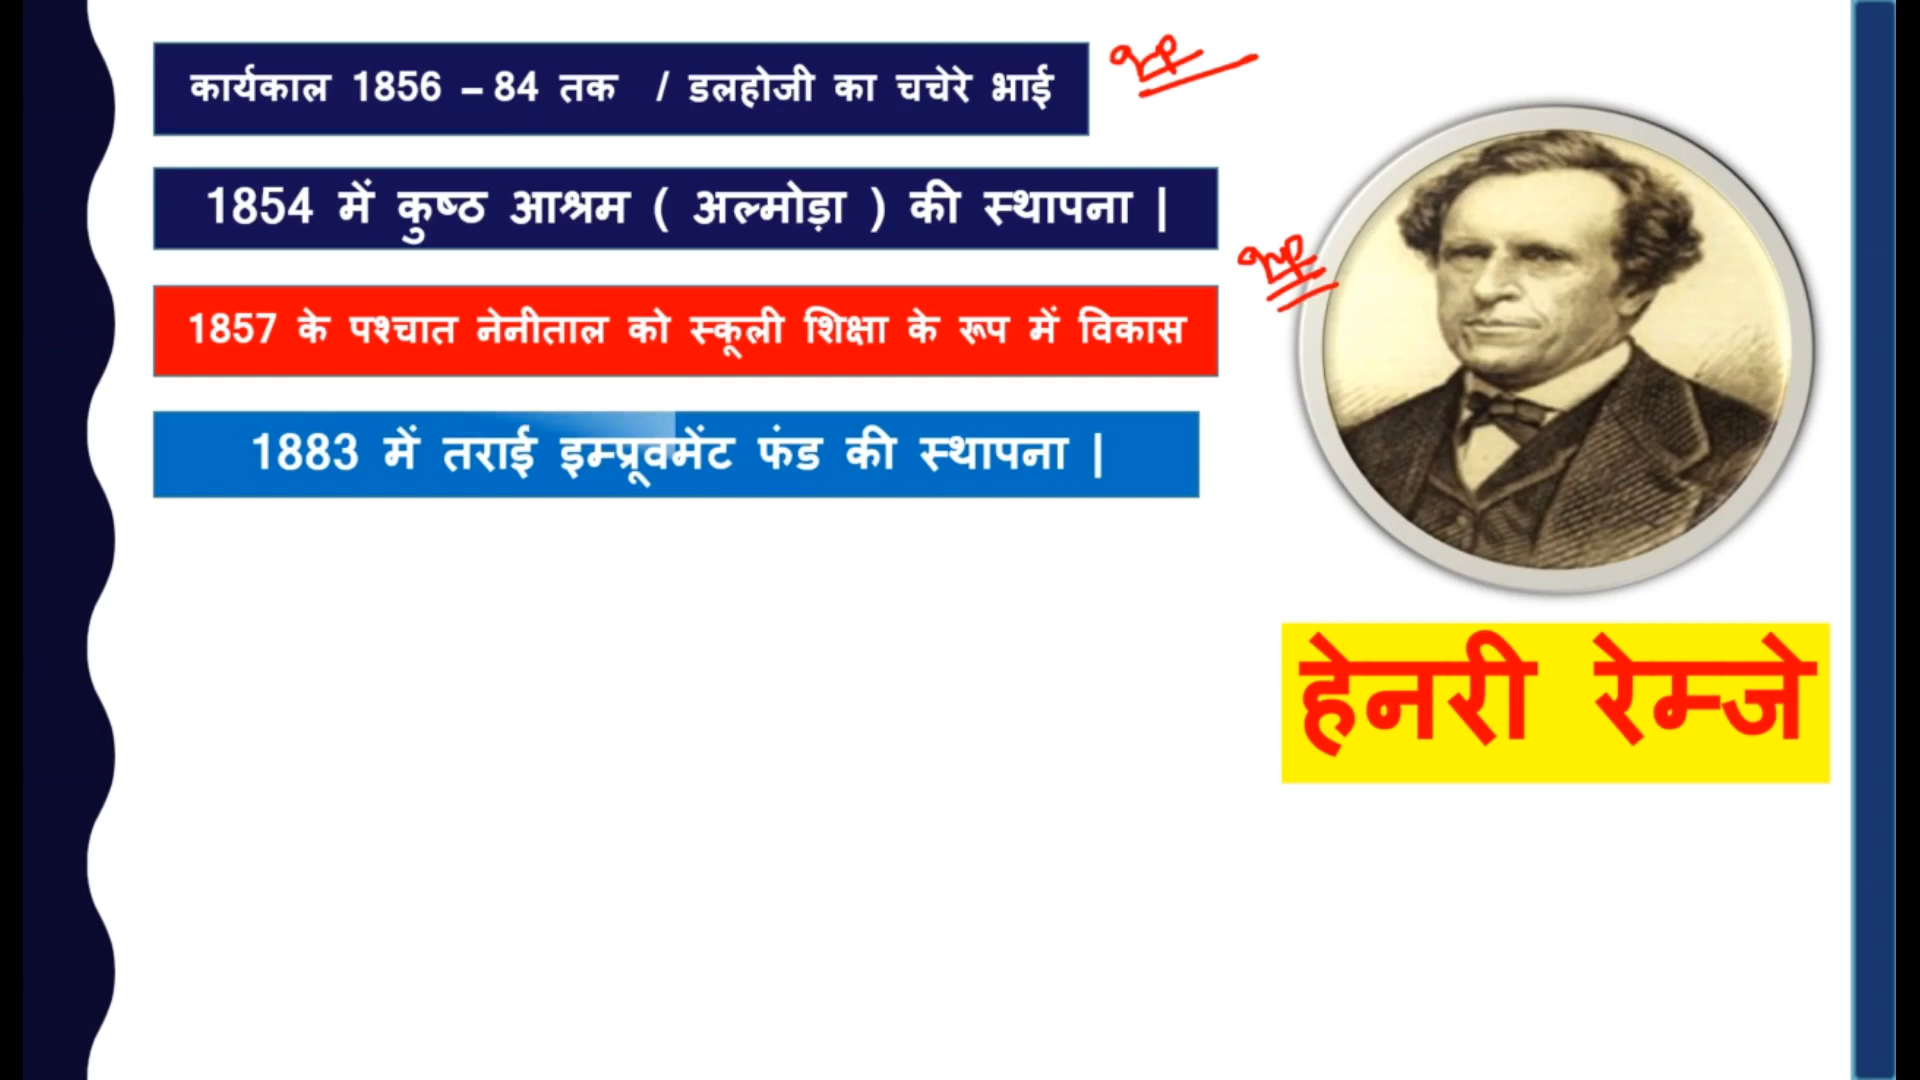 कार्यकाल 1856 – 84 तक / डलहोजी का चचेरे भाई
1854 में कुष्ठ आश्रम ( अल्मोड़ा ) की स्थापना |
1857 के पश्चात नेनीताल को स्कूली शिक्षा के रूप में विकास
1883 में तराई इम्प्रूवमेंट फंड की स्थापना |
हेनरी रेम्जे